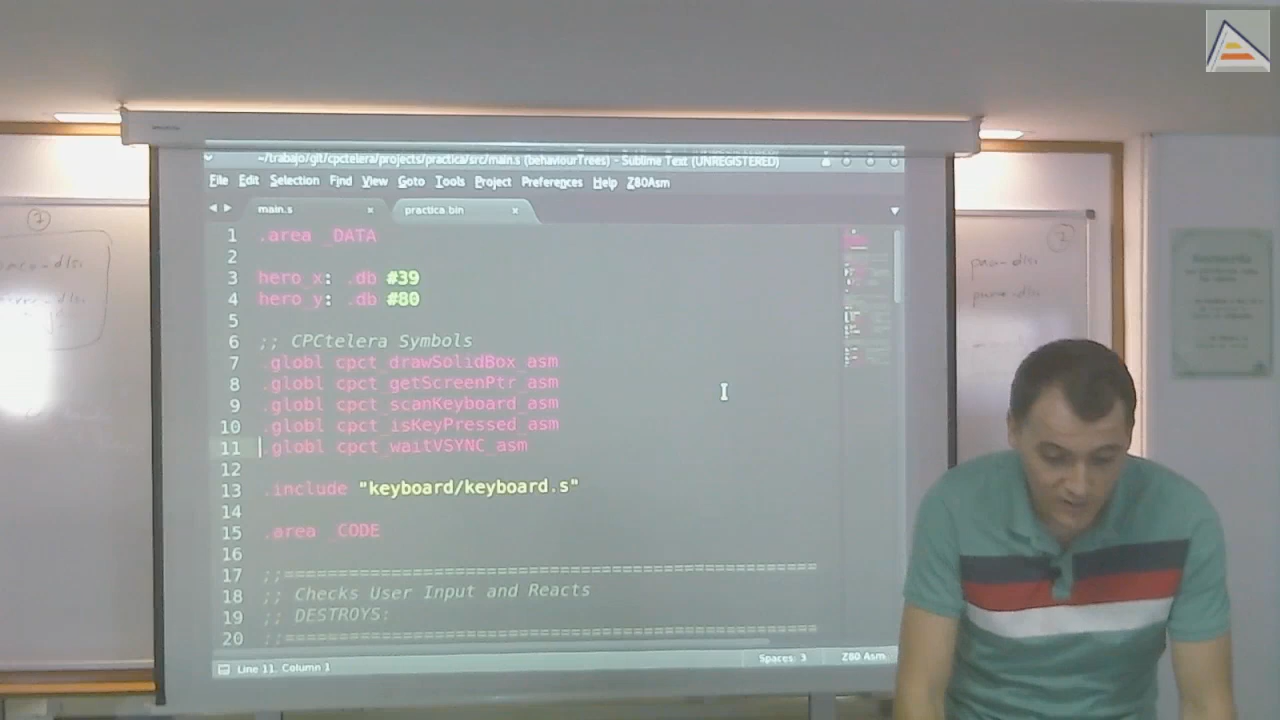 ~/trabajo/git/cpctelera/projects/practica/src/main.s (behaviourTrees) - Sublime Text (UNREGISTERED)
File Edit Selection Find View Goto Tools Project Preferences Help Z80Asm
main.s × practica.bin ×
1 .area _DATA
2
3 hero_x: .db #39
4 hero_y: .db #80
5
6 ;; CPCtelera Symbols
7 .globl cpct_drawSolidBox_asm
8 .globl cpct_getScreenPtr_asm
9 .globl cpct_scanKeyboard_asm
10 .globl cpct_isKeyPressed_asm
11 .globl cpct_waitVSYNC_asm
12
13 .include "keyboard/keyboard.s"
14
15 .area _CODE
16
17 ;;==================================================
18 ;; Checks User Input and Reacts
19 ;; DESTROYS:
20 ;;==================================================
Line 11, Column 1
Spaces: 3
Z80 Asm